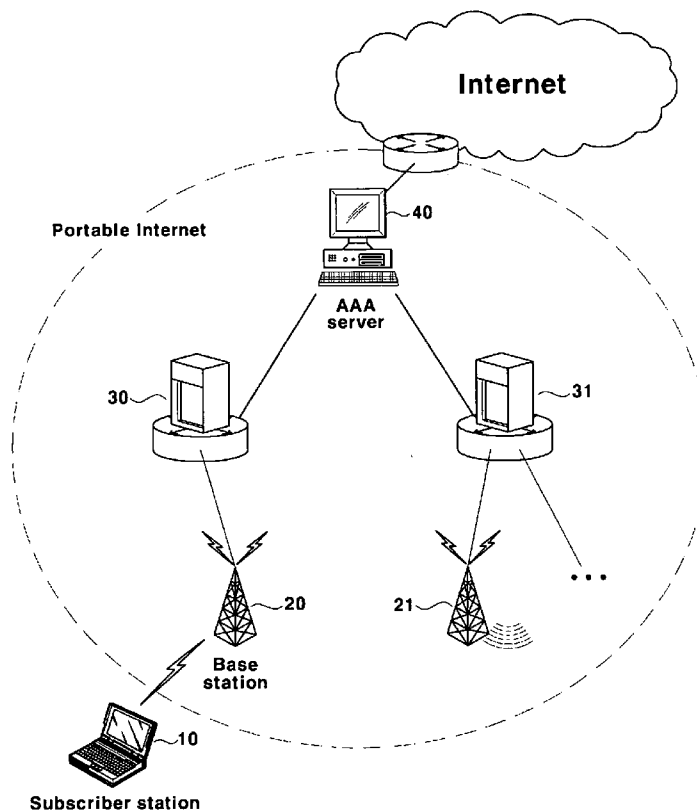 Internet
Portable Internet
40
AAA
server
30
31
20
21
Base
station
10
Subscriber station